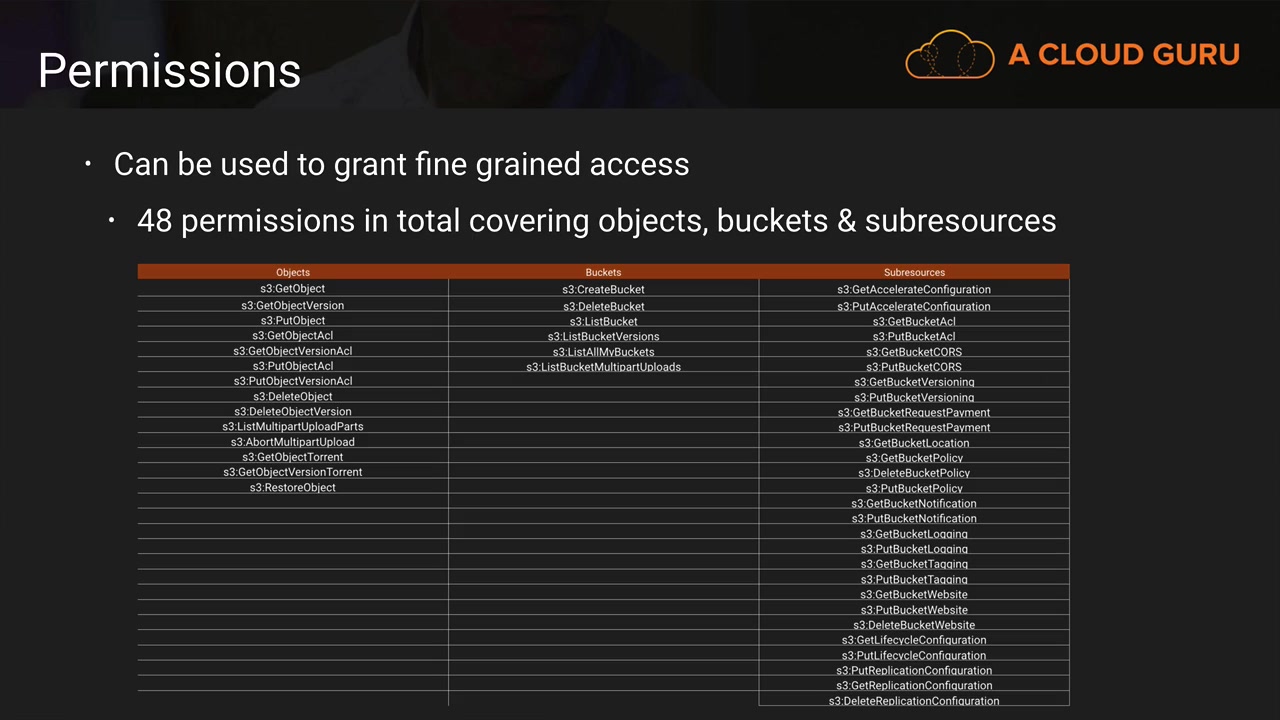 Permissions
A CLOUD GURU
· Can be used to grant fine grained access
· 48 permissions in total covering objects, buckets & subresources
Objects Buckets Subresources
s3:GetObject s3:CreateBucket s3:GetAccelerateConfiguration
s3:GetObjectVersion s3:DeleteBucket s3:PutAccelerateConfiguration
s3:PutObject s3:ListBucket s3:GetBucketAcl
s3:GetObjectAcl s3:ListBucketVersions s3:PutBucketAcl
s3:GetObjectVersionAcl s3:ListAllMyBuckets s3:GetBucketCORS
s3:PutObjectAcl s3:ListBucketMultipartUploads s3:PutBucketCORS
s3:PutObjectVersionAcl s3:GetBucketVersioning
s3:DeleteObject s3:PutBucketVersioning
s3:DeleteObjectVersion s3:GetBucketRequestPayment
s3:ListMultipartUploadParts s3:PutBucketRequestPayment
s3:AbortMultipartUpload s3:GetBucketLocation
s3:GetObjectTorrent s3:GetBucketPolicy
s3:GetObjectVersionTorrent s3:DeleteBucketPolicy
s3:RestoreObject s3:PutBucketPolicy
s3:GetBucketNotification
s3:PutBucketNotification
s3:GetBucketLogging
s3:PutBucketLogging
s3:GetBucketTagging
s3:PutBucketTagging
s3:GetBucketWebsite
s3:PutBucketWebsite
s3:DeleteBucketWebsite
s3:GetLifecycleConfiguration
s3:PutLifecycleConfiguration
s3:PutReplicationConfiguration
s3:GetReplicationConfiguration
s3:DeleteReplicationConfiguration